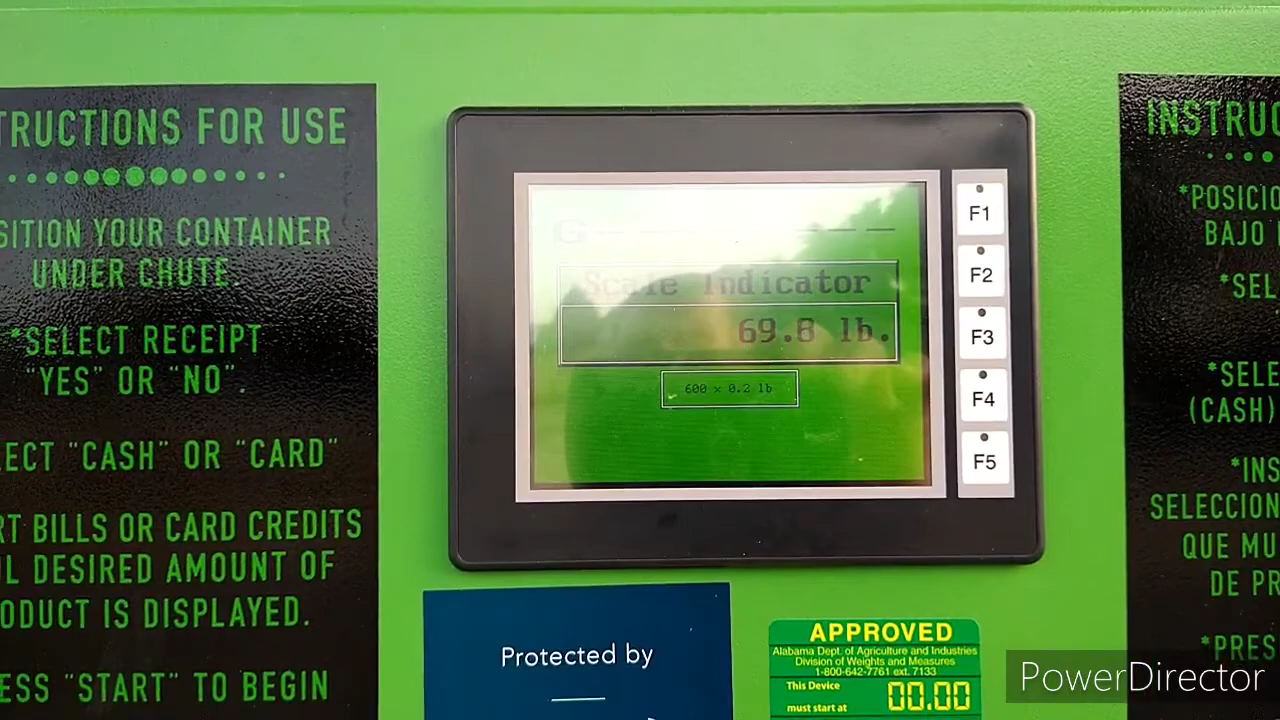 TRUCTIONS FOR USE
SITION YOUR CONTAINER
UNDER CHUTE.
*SELECT RECEIPT
"YES" OR "NO".
ECT "CASH" OR "CARD"
RT BILLS OR CARD CREDITS
IL DESIRED AMOUNT OF
ODUCT IS DISPLAYED.
ESS "START" TO BEGIN
G
Scale Indicator
69.8 lb.
600 x 0.2 lb
F1
F2
F3
F4
F5
Protected by
APPROVED
Alabama Dept. of Agriculture and Industries
Division of Weights and Measures
1-800-642-7761 ext. 7133
This Device
must start at
00.00
INSTRUC
*POSICIO
BAJO
*SEL
*SELE
(CASH)
*INS
SELECCION
QUE MU
DE PR
*PRES
PowerDirector